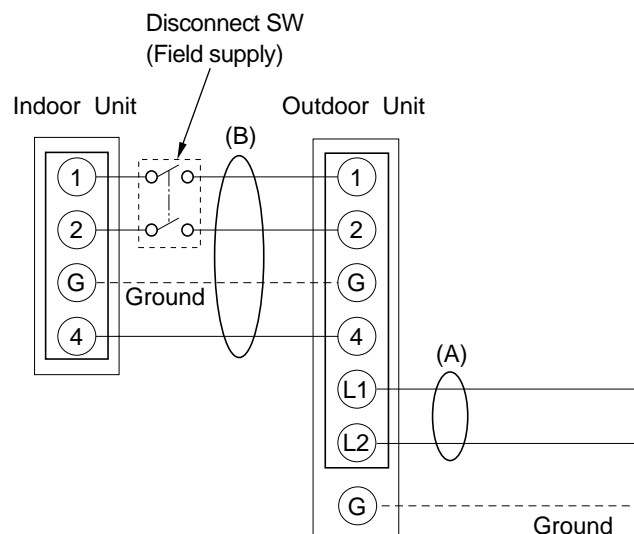 Disconnect SW
(Field supply)
Indoor Unit
Outdoor Unit
(B)
1
1
2
2
G
G
Ground
4
4
(A)
L1
L2
G
Ground